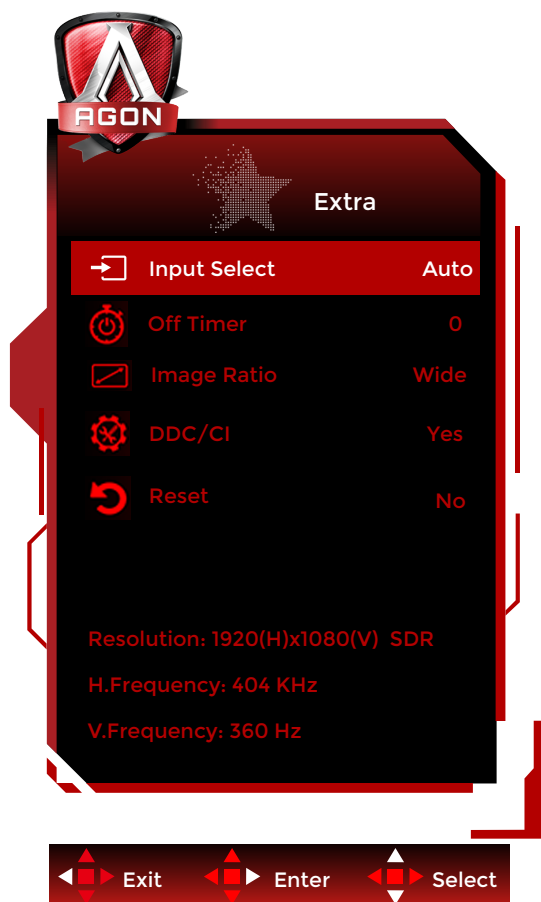 AGON
Extra
Input Select Auto
Off Timer 0
Image Ratio Wide
DDC/CI Yes
Reset No
Resolution: 1920(H)x1080(V) SDR
H.Frequency: 404 KHz
V.Frequency: 360 Hz
Exit Enter Select